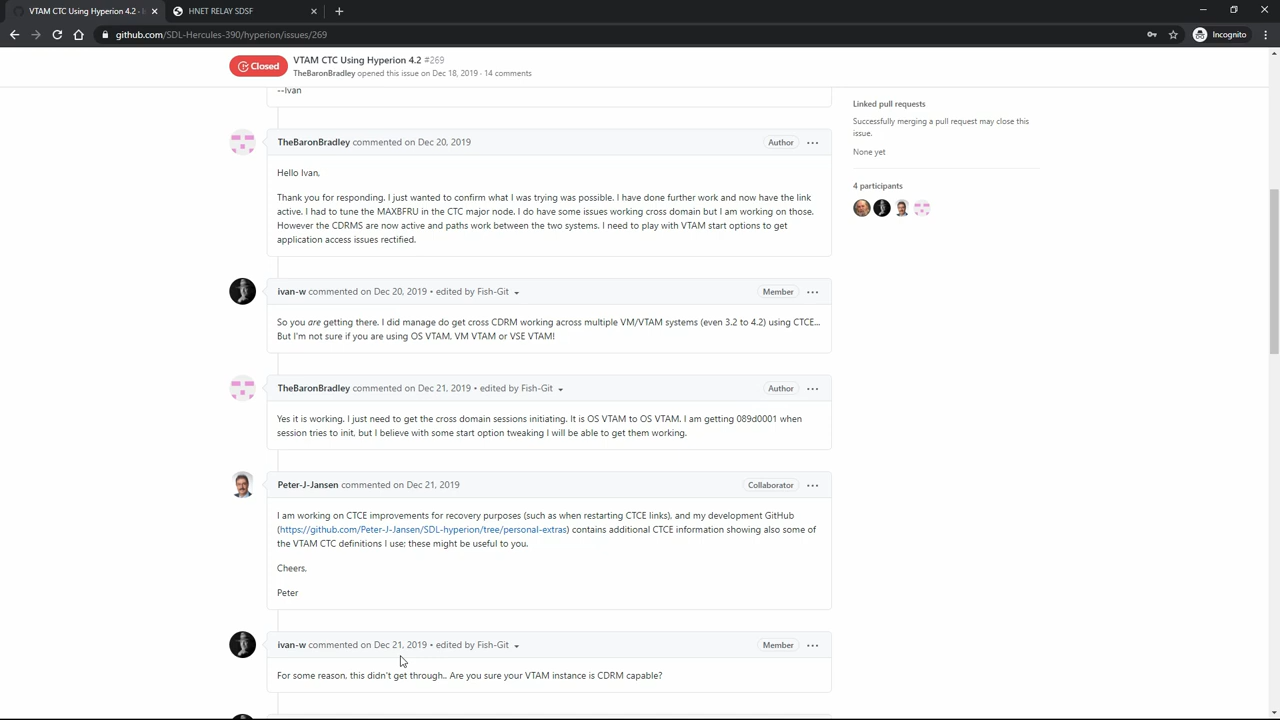 VTAM CTC Using Hyperion 4.2 - I
HNET RELAY SDSF
github.com/SDL-Hercules-390/hyperion/issues/269
Incognito
Closed
VTAM CTC Using Hyperion 4.2 #269
TheBaronBradley opened this issue on Dec 18, 2019 · 14 comments
--Ivan
Linked pull requests
Successfully merging a pull request may close this
issue.
None yet
4 participants
TheBaronBradley commented on Dec 20, 2019
Author
Hello Ivan,
Thank you for responding. I just wanted to confirm what I was trying was possible. I have done further work and now have the link
active. I had to tune the MAXBFRU in the CTC major node. I do have some issues working cross domain but I am working on those.
However the CDRMS are now active and paths work between the two systems. I need to play with VTAM start options to get
application access issues rectified.
ivan-w commented on Dec 20, 2019 • edited by Fish-Git
Member
So you are getting there. I did manage do get cross CDRM working across multiple VM/VTAM systems (even 3.2 to 4.2) using CTCE...
But I'm not sure if you are using OS VTAM, VM VTAM or VSE VTAM!
TheBaronBradley commented on Dec 21, 2019 • edited by Fish-Git
Author
Yes it is working. I just need to get the cross domain sessions initiating. It is OS VTAM to OS VTAM. I am getting 089d0001 when
session tries to init, but I believe with some start option tweaking I will be able to get them working.
Peter-J-Jansen commented on Dec 21, 2019
Collaborator
I am working on CTCE improvements for recovery purposes (such as when restarting CTCE links), and my development GitHub
(https://github.com/Peter-J-Jansen/SDL-hyperion/tree/personal-extras) contains additional CTCE information showing also some of
the VTAM CTC definitions I use; these might be useful to you.
Cheers,
Peter
ivan-w commented on Dec 21, 2019 • edited by Fish-Git
Member
For some reason, this didn't get through.. Are you sure your VTAM instance is CDRM capable?